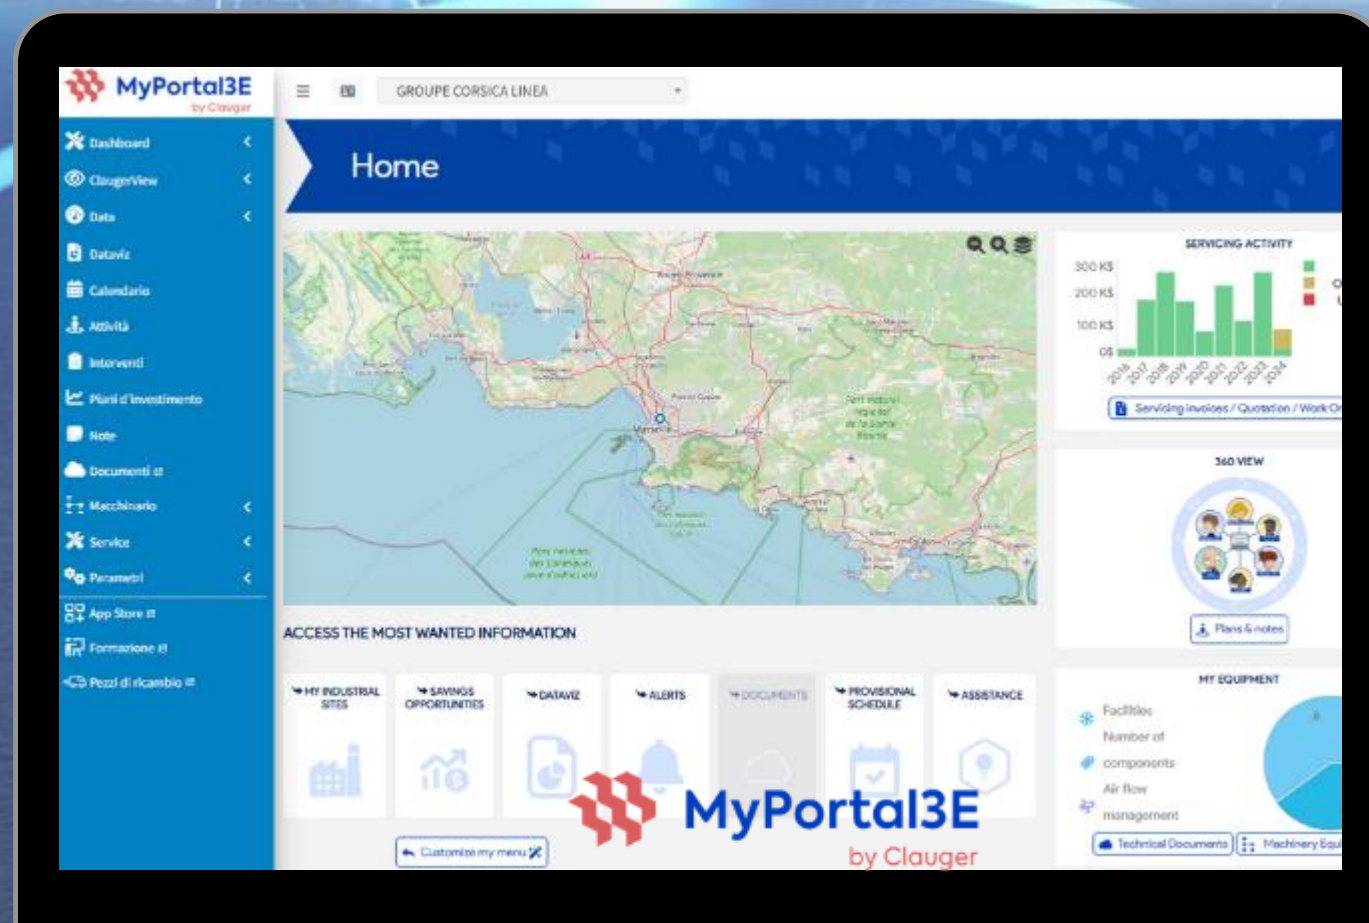 MyPortal3E
by Clauger
GROUPE CORSICA LINEA
Dashboard
ClaugerView
Data
Dataviz
Calendario
Attività
Interventi
Piani d'investimento
Note
Documenti
Macchinario
Service
Parametri
App Store
Formazione
Pezzi di ricambio
Home
Marseille
SERVICING ACTIVITY
300 K$
200 K$
100 K$
0$
2016
2017
2018
2019
2020
2021
2022
2023
2024
Servicing invoices / Quotation / Work Or
360 VIEW
Plans & notes
ACCESS THE MOST WANTED INFORMATION
MY INDUSTRIAL
SITES
SAVINGS
OPPORTUNITIES
DATAVIZ
ALERTS
DOCUMENTS
PROVISIONAL
SCHEDULE
ASSISTANCE
Customize my menu
MY EQUIPMENT
Facilities
Number of
components
Air flow
management
Technical Documents
Machinery Equi
MyPortal3E
by Clauger